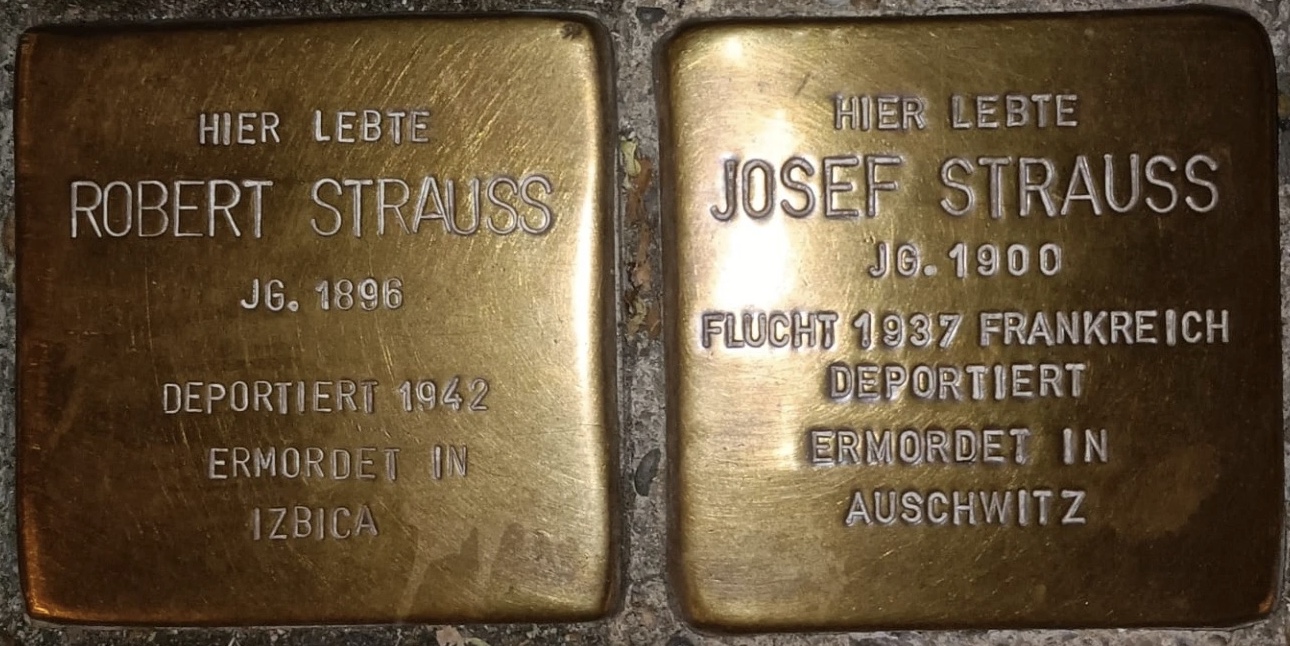 HIER LEBTE
ROBERT STRAUSS
JG. 1896
DEPORTIERT 1942
ERMORDET IN
IZBICA
HIER LEBTE
JOSEF STRAUSS
JG. 1900
FLUCHT 1937 FRANKREICH
DEPORTIERT
ERMORDET IN
AUSCHWITZ